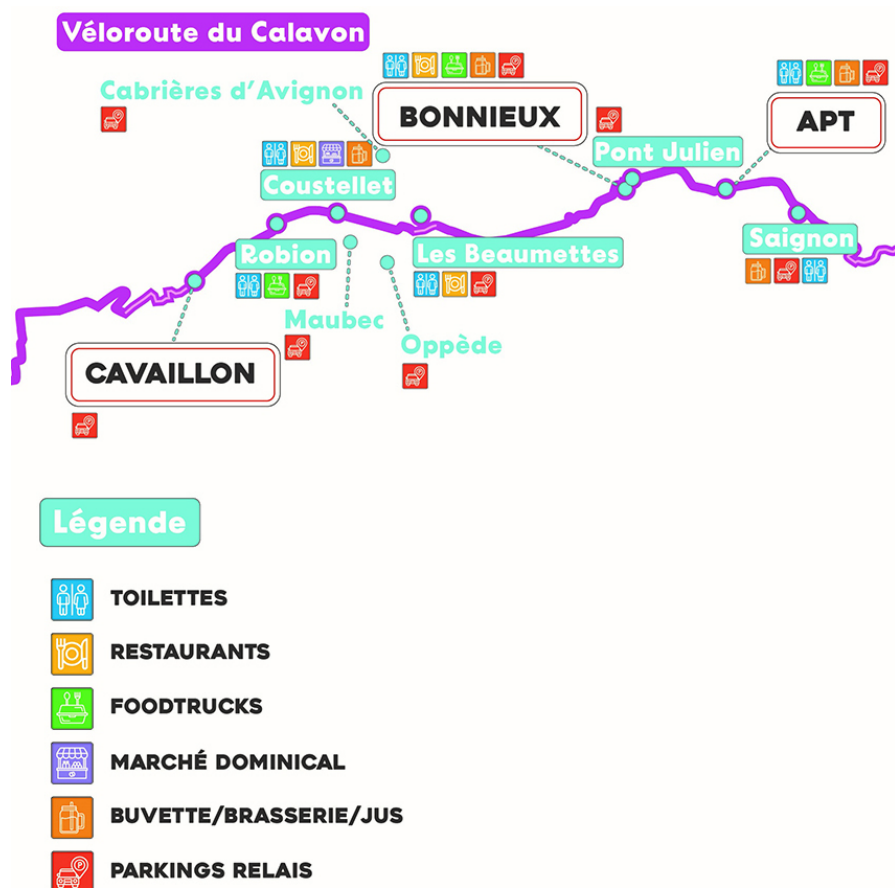 Véloroute du Calavon
Cabrières d'Avignon
BONNIEUX
APT
Pont Julien
Coustellet
Robion
Les Beaumettes
Saignon
Maubec
Oppède
CAVAILLON
Légende
TOILETTES
RESTAURANTS
FOODTRUCKS
MARCHÉ DOMINICAL
BUVETTE/BRASSERIE/JUS
PARKINGS RELAIS